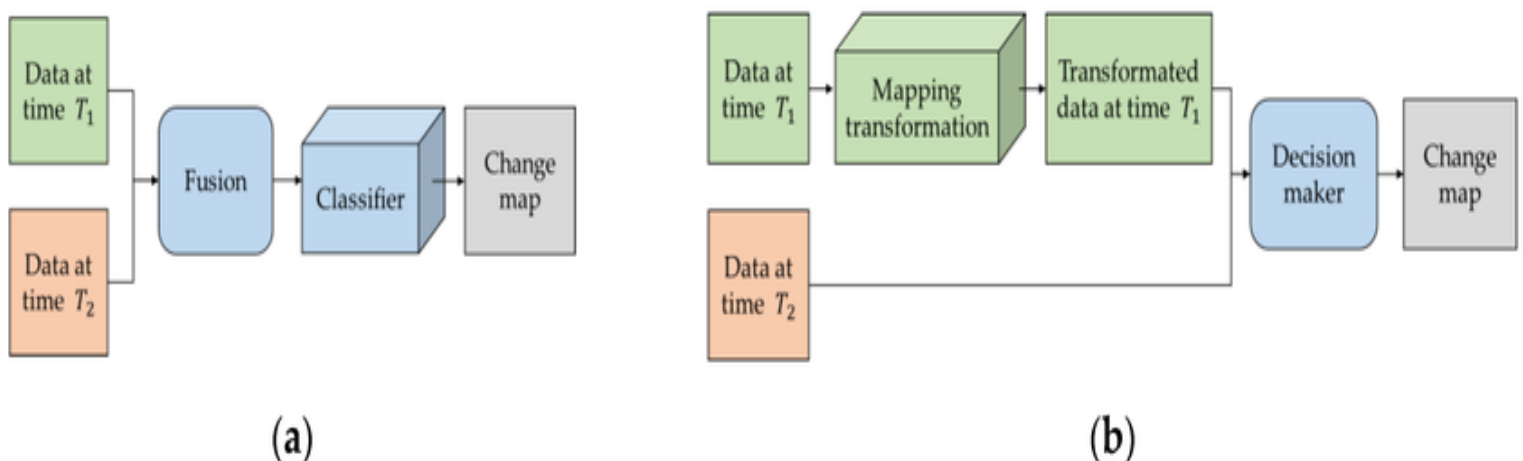 Data at
time T₁
Data at
time T₂
Fusion
Classifier
Change
map
(a)
Data at
time T₁
Mapping
transformation
Transformated
data at time T₁
Data at
time T₂
Decision
maker
Change
map
(b)